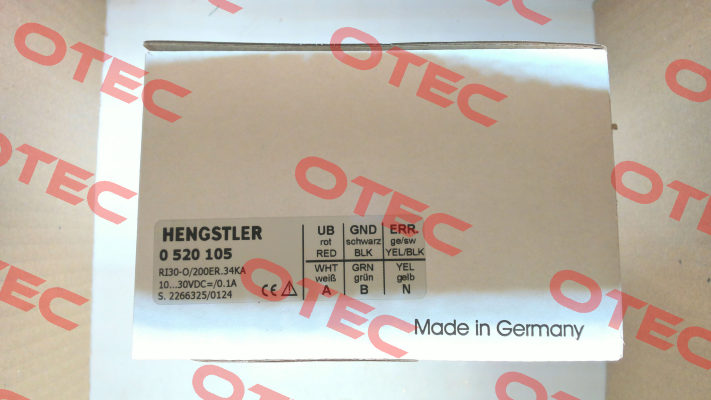 HENGSTLER
0 520 105
RI30-O/200ER.34KA
10...30VDC=/0.1A
S. 2266325/0124
CE
UB GND ERR.
rot schwarz ge/sw
RED BLK YEL/BLK
WHT GRN YEL
weiß grün gelb
A B N
Made in Germany
OTEC
OTEC
OTEC
OTEC
OTEC
OTEC
OTEC
OTEC
OTEC